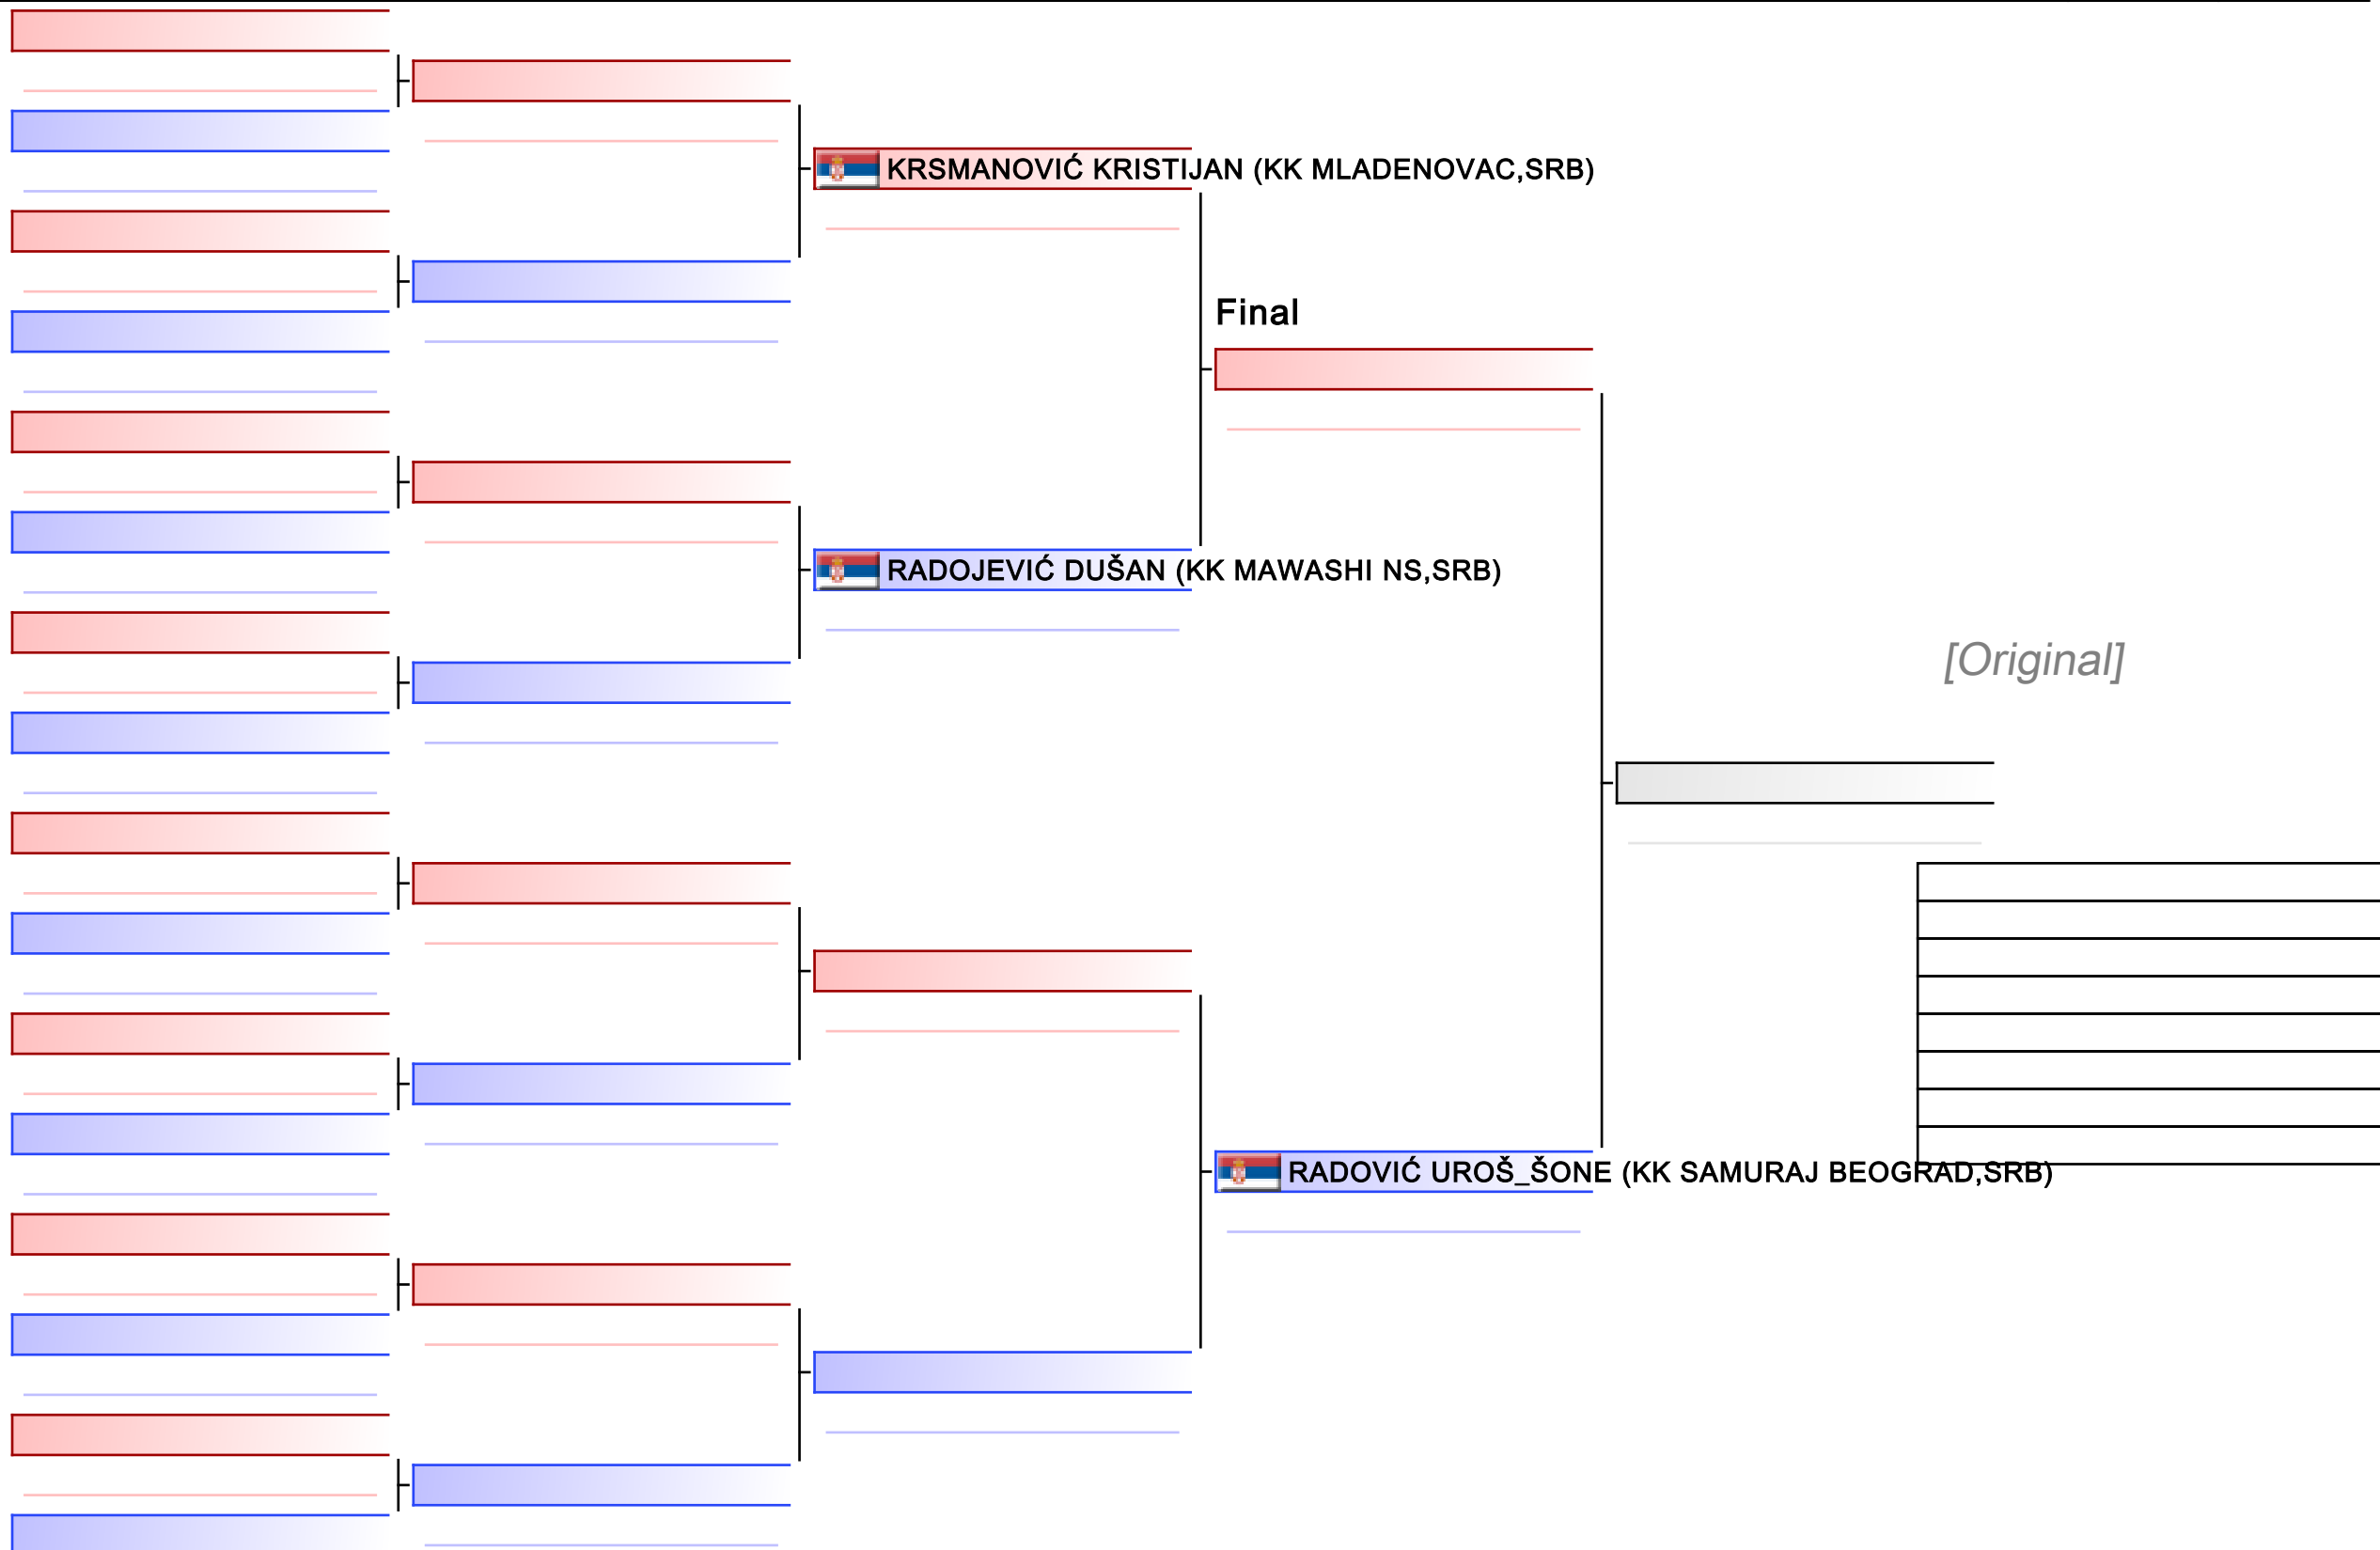 KRSMANOVIĆ KRISTIJAN (KK MLADENOVAC,SRB)
Final
RADOJEVIĆ DUŠAN (KK MAWASHI NS,SRB)
[Original]
RADOVIĆ UROŠ_ŠONE (KK SAMURAJ BEOGRAD,SRB)